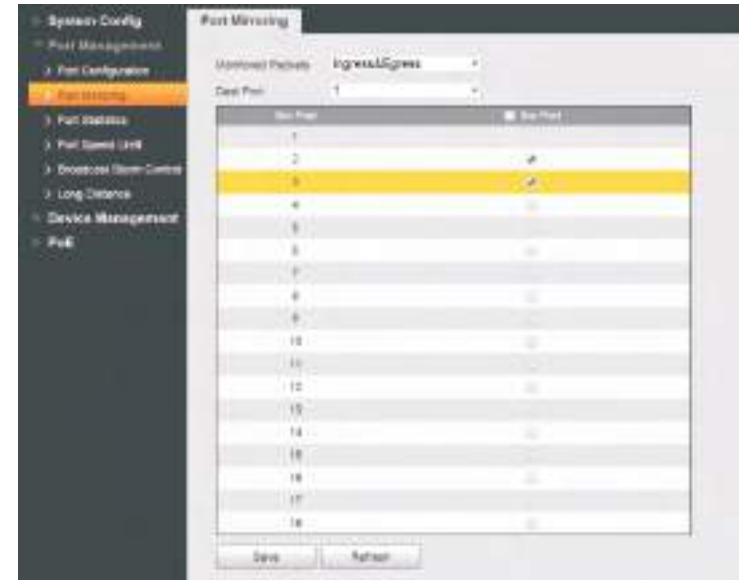 System Config
Port Mirroring
Port Management
Port Configuration
Port Mirroring
Port Statistics
Port Speed Limit
Broadcast Storm Control
Long Distance
Device Management
PoE
Monitored Packets Ingress&Egress
Dest Port 1
Src Port
1
2
3
4
5
6
7
8
9
10
11
12
13
14
15
16
17
18
Save Refresh